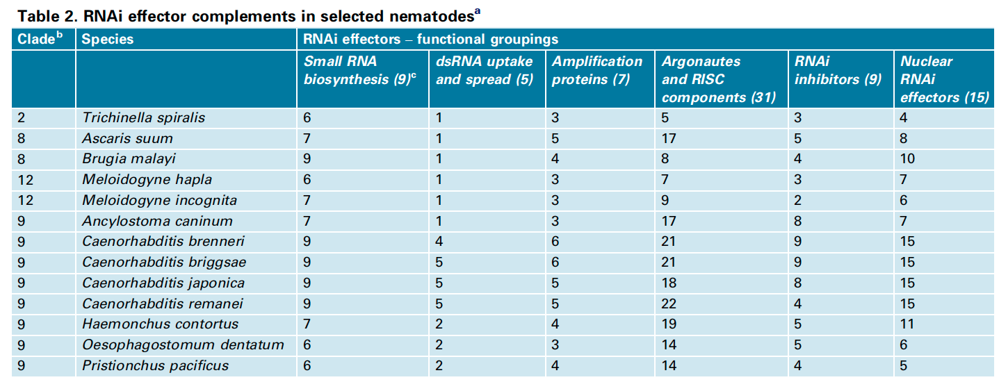 Table 2. RNAi effector complements in selected nematodesa
Cladeb Species RNAi effectors – functional groupings
Small RNA biosynthesis (9)c dsRNA uptake and spread (5) Amplification proteins (7) Argonautes and RISC components (31) RNAi inhibitors (9) Nuclear RNAi effectors (15)
2 Trichinella spiralis 6 1 3 5 3 4
8 Ascaris suum 7 1 5 17 5 8
8 Brugia malayi 9 1 4 8 4 10
12 Meloidogyne hapla 6 1 3 7 3 7
12 Meloidogyne incognita 7 1 3 9 2 6
9 Ancylostoma caninum 7 1 3 17 8 7
9 Caenorhabditis brenneri 9 4 6 21 9 15
9 Caenorhabditis briggsae 9 5 6 21 9 15
9 Caenorhabditis japonica 9 5 5 18 8 15
9 Caenorhabditis remanei 9 5 5 22 4 15
9 Haemonchus contortus 7 2 4 19 5 11
9 Oesophagostomum dentatum 6 2 3 14 5 6
9 Pristionchus pacificus 6 2 4 14 4 5